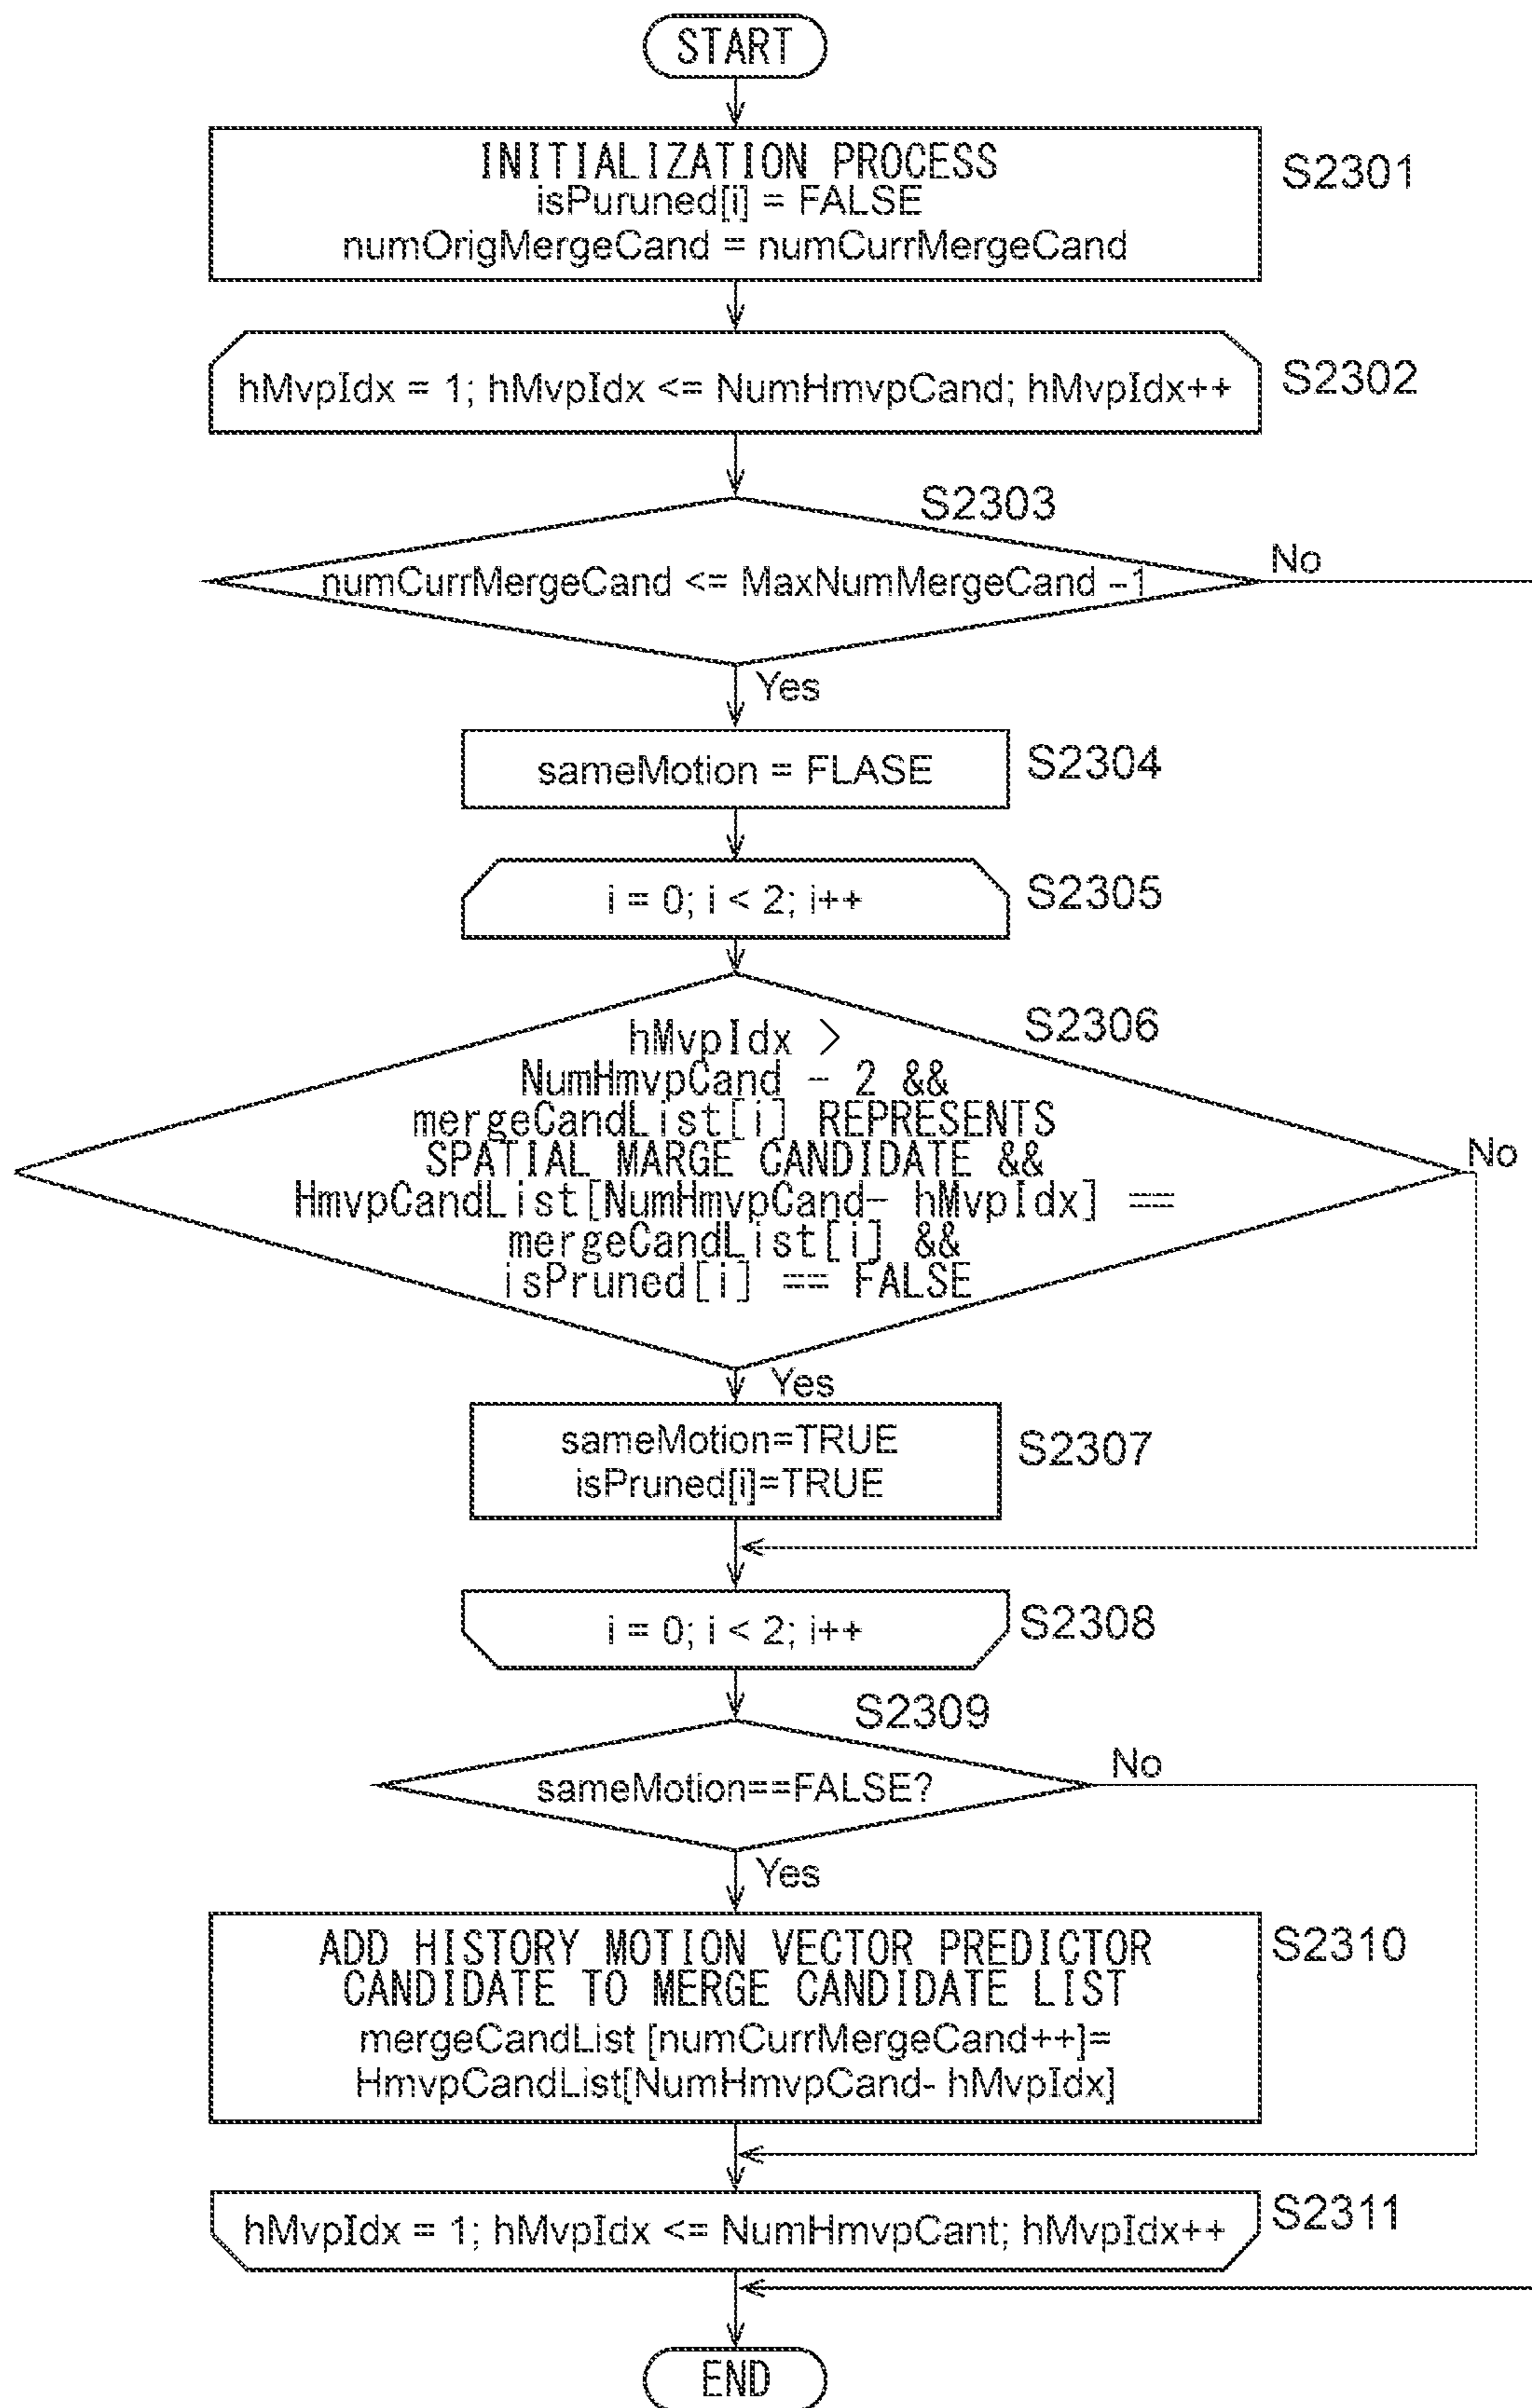 START
INITIALIZATION PROCESS
isPuruned[i] = FALSE
numOrigMergeCand = numCurrMergeCand
S2301
hMvpIdx = 1; hMvpIdx <= NumHmvpCand; hMvpIdx++
S2302
S2303
numCurrMergeCand <= MaxNumMergeCand -1
No
Yes
sameMotion = FLASE
S2304
i = 0; i < 2; i++
S2305
S2306
hMvpIdx >
NumHmvpCand - 2 &&
mergeCandList[i] REPRESENTS
SPATIAL MARGE CANDIDATE &&
HmvpCandList[NumHmvpCand- hMvpIdx] ==
mergeCandList[i] &&
isPruned[i] == FALSE
No
Yes
sameMotion=TRUE
isPruned[i]=TRUE
S2307
i = 0; i < 2; i++
S2308
S2309
sameMotion==FALSE?
No
Yes
ADD HISTORY MOTION VECTOR PREDICTOR
CANDIDATE TO MERGE CANDIDATE LIST
mergeCandList [numCurrMergeCand++]=
HmvpCandList[NumHmvpCand- hMvpIdx]
S2310
hMvpIdx = 1; hMvpIdx <= NumHmvpCant; hMvpIdx++
S2311
END